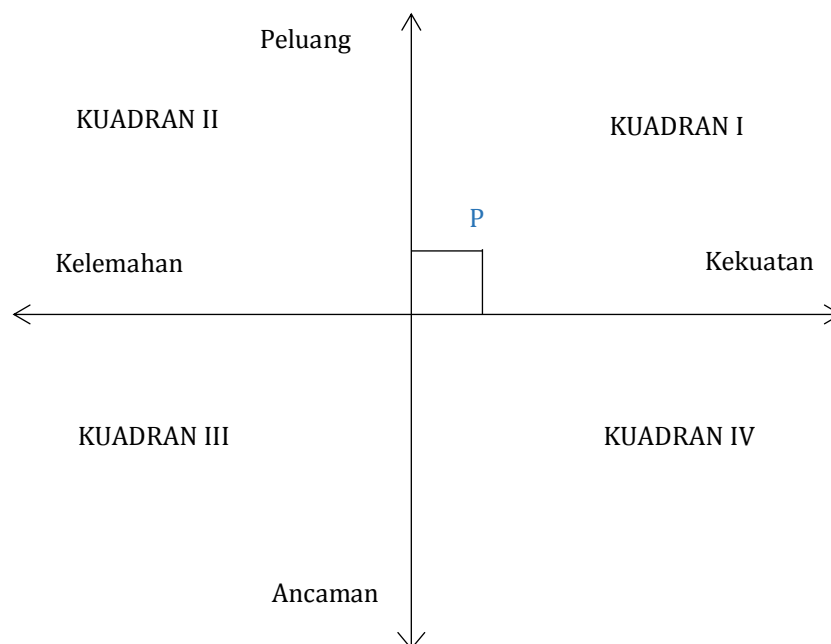 Peluang
KUADRAN II
KUADRAN I
P
Kelemahan
Kekuatan
KUADRAN III
KUADRAN IV
Ancaman